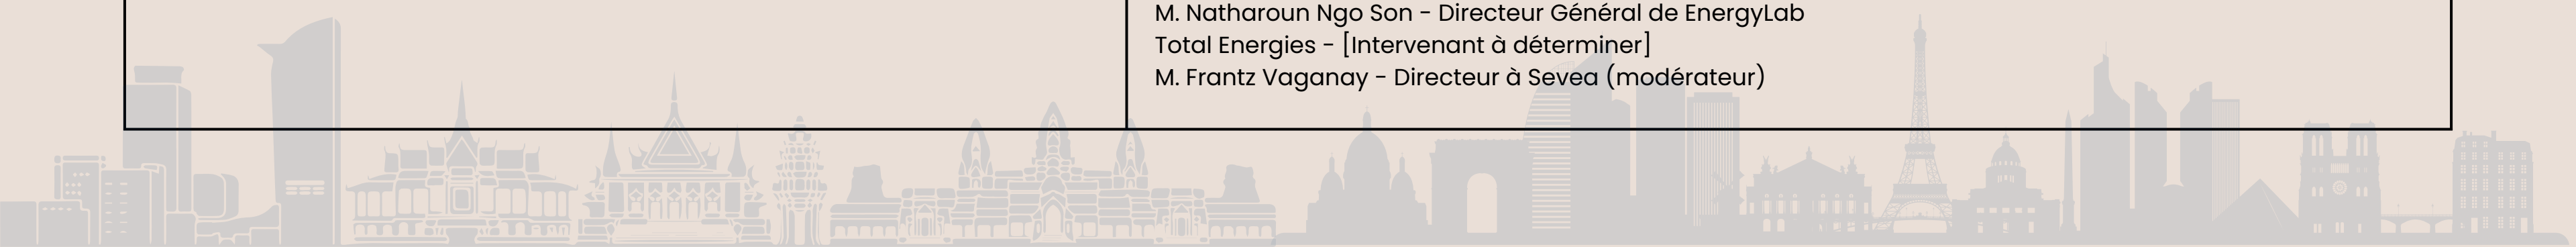 M. Natharoun Ngo Son - Directeur Général de EnergyLab
Total Energies - [Intervenant à déterminer]
M. Frantz Vaganay - Directeur à Sevea (modérateur)